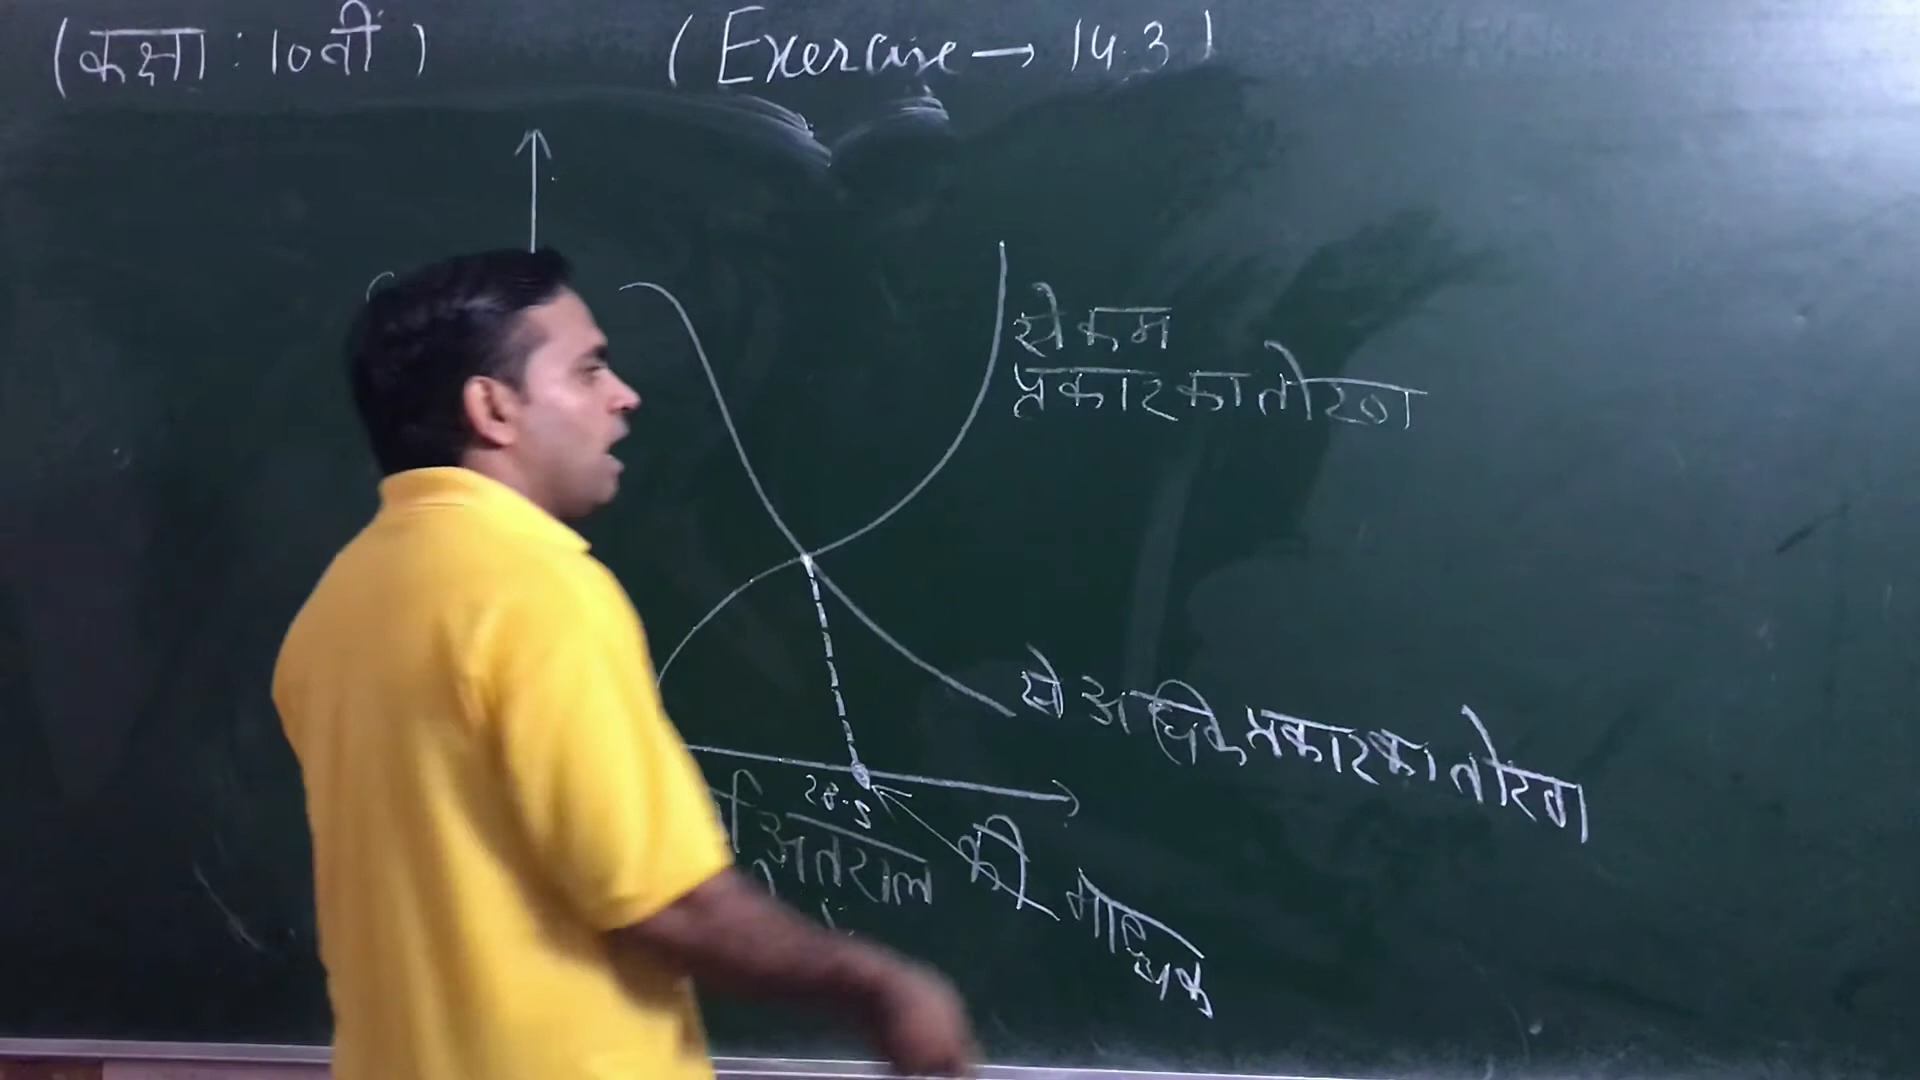 (कक्षा : 10वीं)
(Exercise → 14.3)
से कम
प्रकार का तोरण
से अधिक प्रकार का तोरण
28.5
अंतराल
की माध्यक